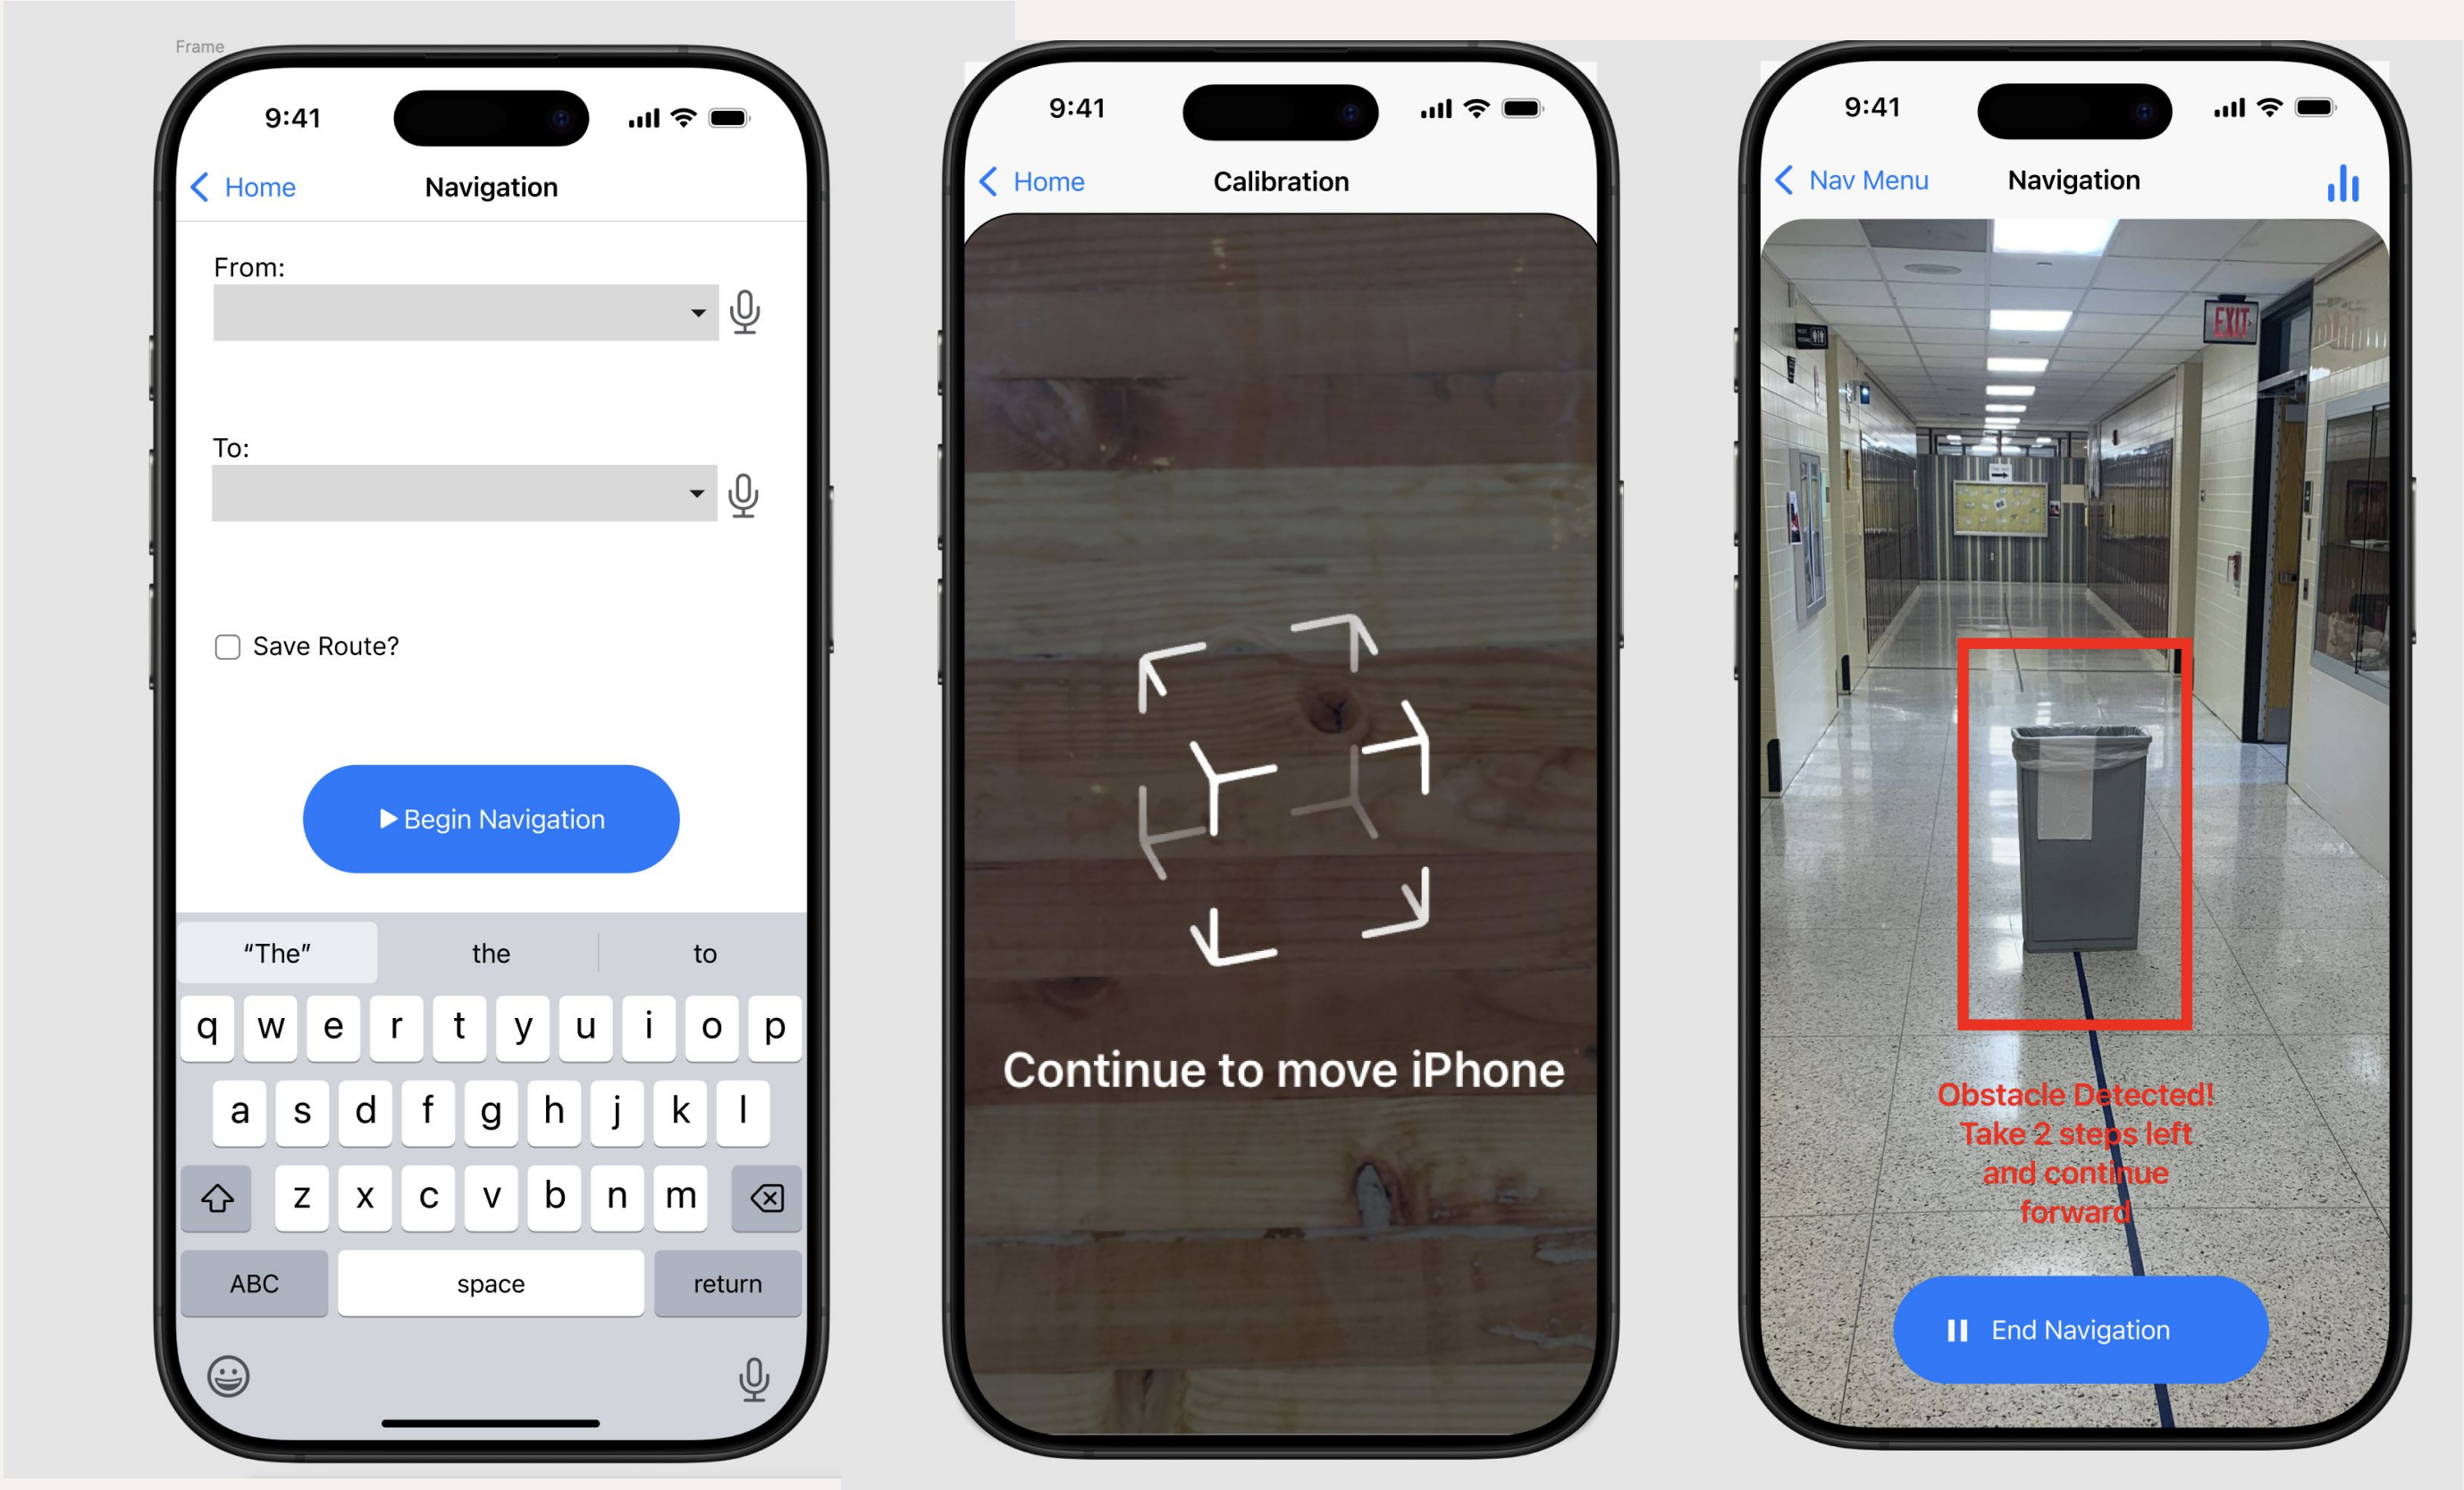 Frame
9:41
Home
Navigation
From:
To:
Save Route?
Begin Navigation
“The”
the
to
q w e r t y u i o p
a s d f g h j k l
z x c v b n m
ABC
space
return
9:41
Home
Calibration
Continue to move iPhone
9:41
Nav Menu
Navigation
EXIT
Obstacle Detected!
Take 2 steps left
and continue
forward
End Navigation